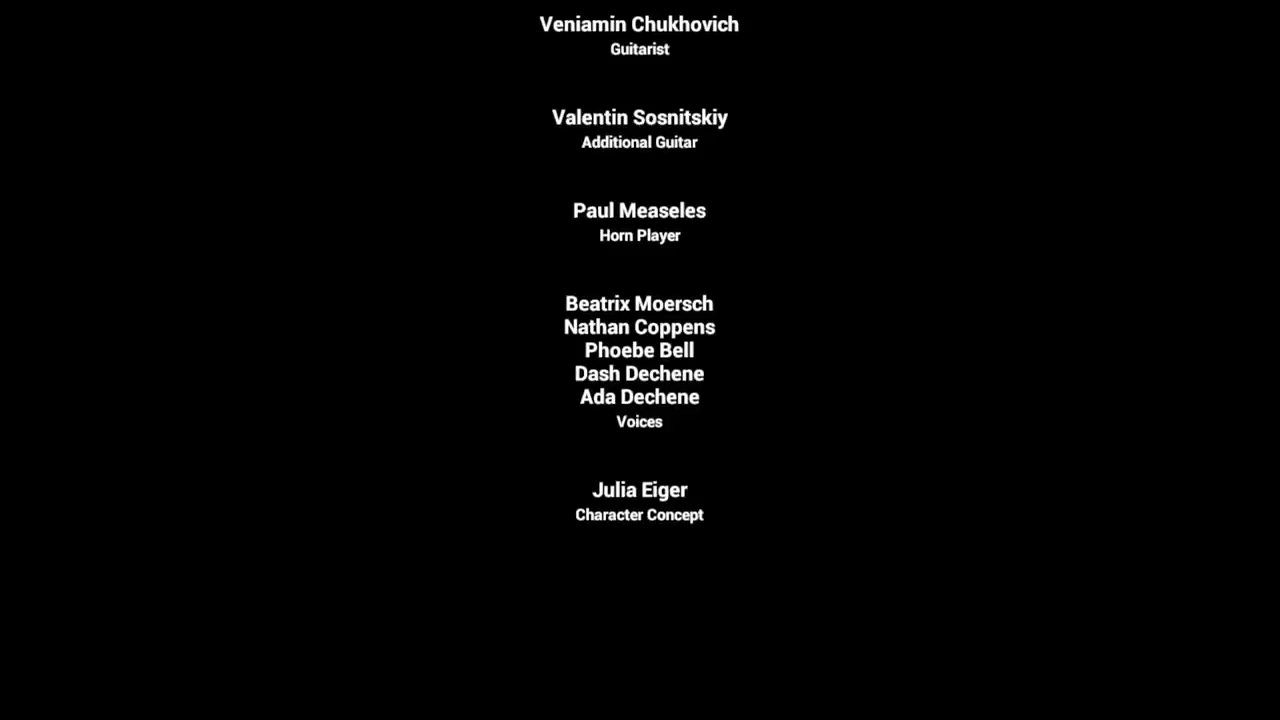 Veniamin Chukhovich
Guitarist
Valentin Sosnitskiy
Additional Guitar
Paul Measeles
Horn Player
Beatrix Moersch
Nathan Coppens
Phoebe Bell
Dash Dechene
Ada Dechene
Voices
Julia Eiger
Character Concept